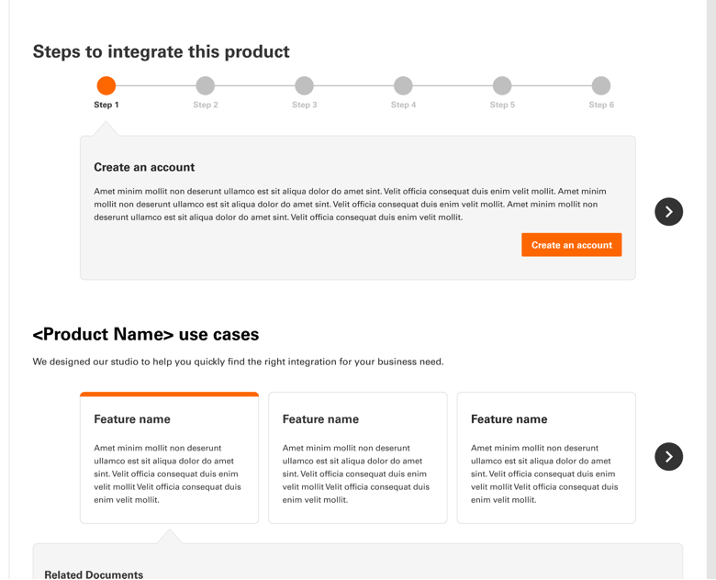 Steps to integrate this product
Step 1
Step 2
Step 3
Step 4
Step 5
Step 6
Create an account
Amet minim mollit non deserunt ullamco est sit aliqua dolor do amet sint. Velit officia consequat duis enim velit mollit. Amet minim
mollit non deserunt ullamco est sit aliqua dolor do amet sint. Velit officia consequat duis enim velit mollit. Amet minim mollit non
deserunt ullamco est sit aliqua dolor do amet sint. Velit officia consequat duis enim velit mollit.
Create an account
<Product Name> use cases
We designed our studio to help you quickly find the right integration for your business need.
Feature name
Amet minim mollit non deserunt
ullamco est sit aliqua dolor do amet
sint. Velit officia consequat duis enim
velit mollit Velit officia consequat duis
enim velit mollit.
Feature name
Amet minim mollit non deserunt
ullamco est sit aliqua dolor do amet
sint. Velit officia consequat duis enim
velit mollit Velit officia consequat duis
enim velit mollit.
Feature name
Amet minim mollit non deserunt
ullamco est sit aliqua dolor do amet
sint. Velit officia consequat duis enim
velit mollit Velit officia consequat duis
enim velit mollit.
Related Documents